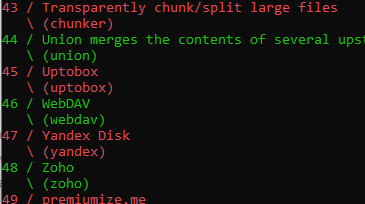 43 / Transparently chunk/split large files
\ (chunker)
44 / Union merges the contents of several upst
\ (union)
45 / Uptobox
\ (uptobox)
46 / WebDAV
\ (webdav)
47 / Yandex Disk
\ (yandex)
48 / Zoho
\ (zoho)
49 / premiumize.me